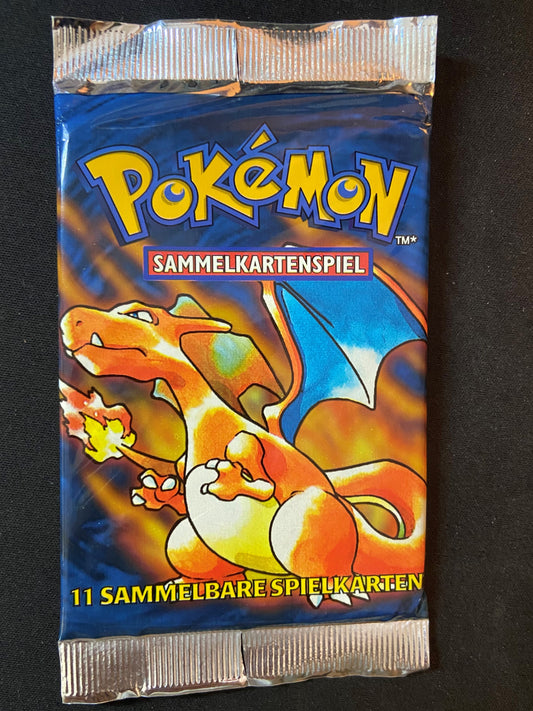 POKéMON
TM*
SAMMELKARTENSPIEL
11 SAMMELBARE SPIELKARTEN